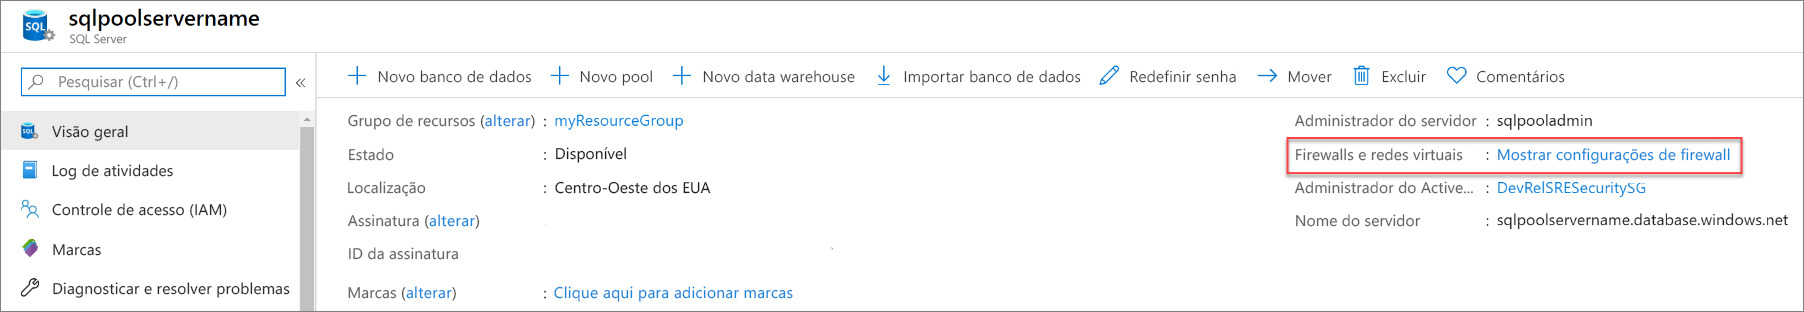 sqlpoolservername
SQL Server
Pesquisar (Ctrl+/)
Visão geral
Log de atividades
Controle de acesso (IAM)
Marcas
Diagnosticar e resolver problemas
Novo banco de dados Novo pool Novo data warehouse Importar banco de dados Redefinir senha Mover Excluir Comentários
Grupo de recursos (alterar) : myResourceGroup
Estado : Disponível
Localização : Centro-Oeste dos EUA
Assinatura (alterar)
ID da assinatura
Marcas (alterar) : Clique aqui para adicionar marcas
Administrador do servidor : sqlpooladmin
Firewalls e redes virtuais : Mostrar configurações de firewall
Administrador do Active... : DevRelSRESecuritySG
Nome do servidor : sqlpoolservername.database.windows.net